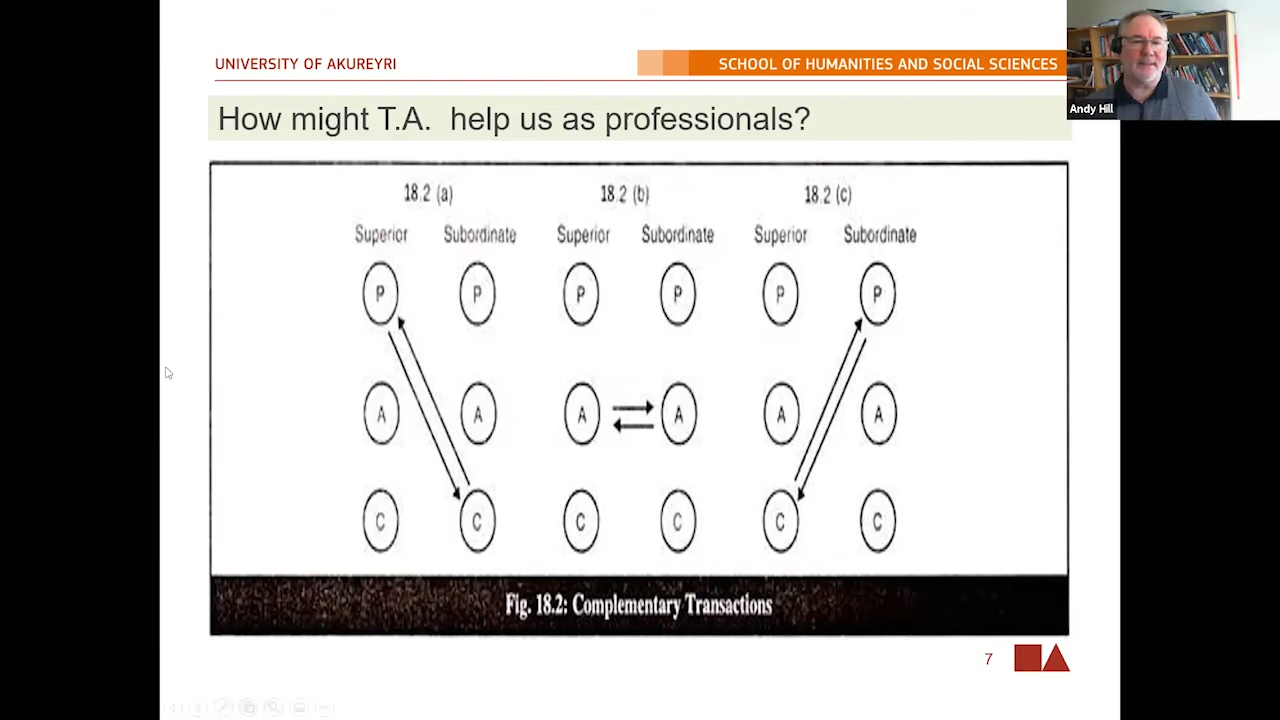 UNIVERSITY OF AKUREYRI
SCHOOL OF HUMANITIES AND SOCIAL SCIENCES
Andy Hill
How might T.A. help us as professionals?
18.2 (a) 18.2 (b) 18.2 (c)
Superior Subordinate Superior Subordinate Superior Subordinate
P P P P P P
A A A A A A
C C C C C C
Fig. 18.2: Complementary Transactions
7